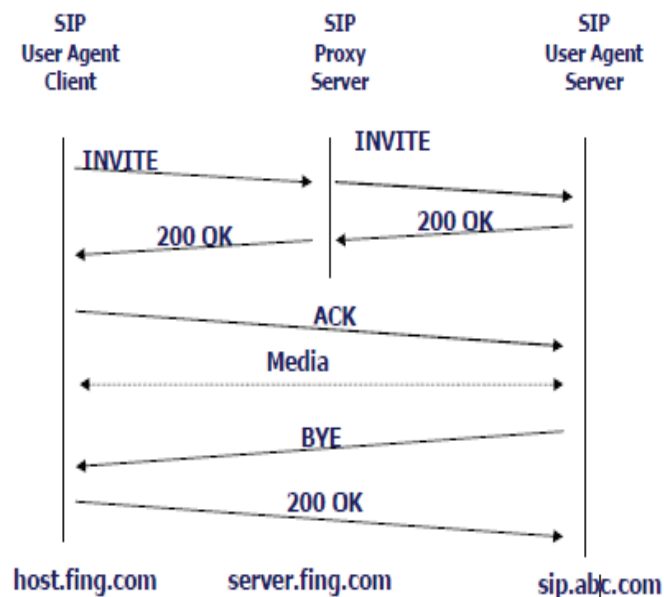 SIP
User Agent
Client
SIP
Proxy
Server
SIP
User Agent
Server
INVITE
INVITE
200 OK
200 OK
ACK
Media
BYE
200 OK
host.fing.com
server.fing.com
sip.abc.com